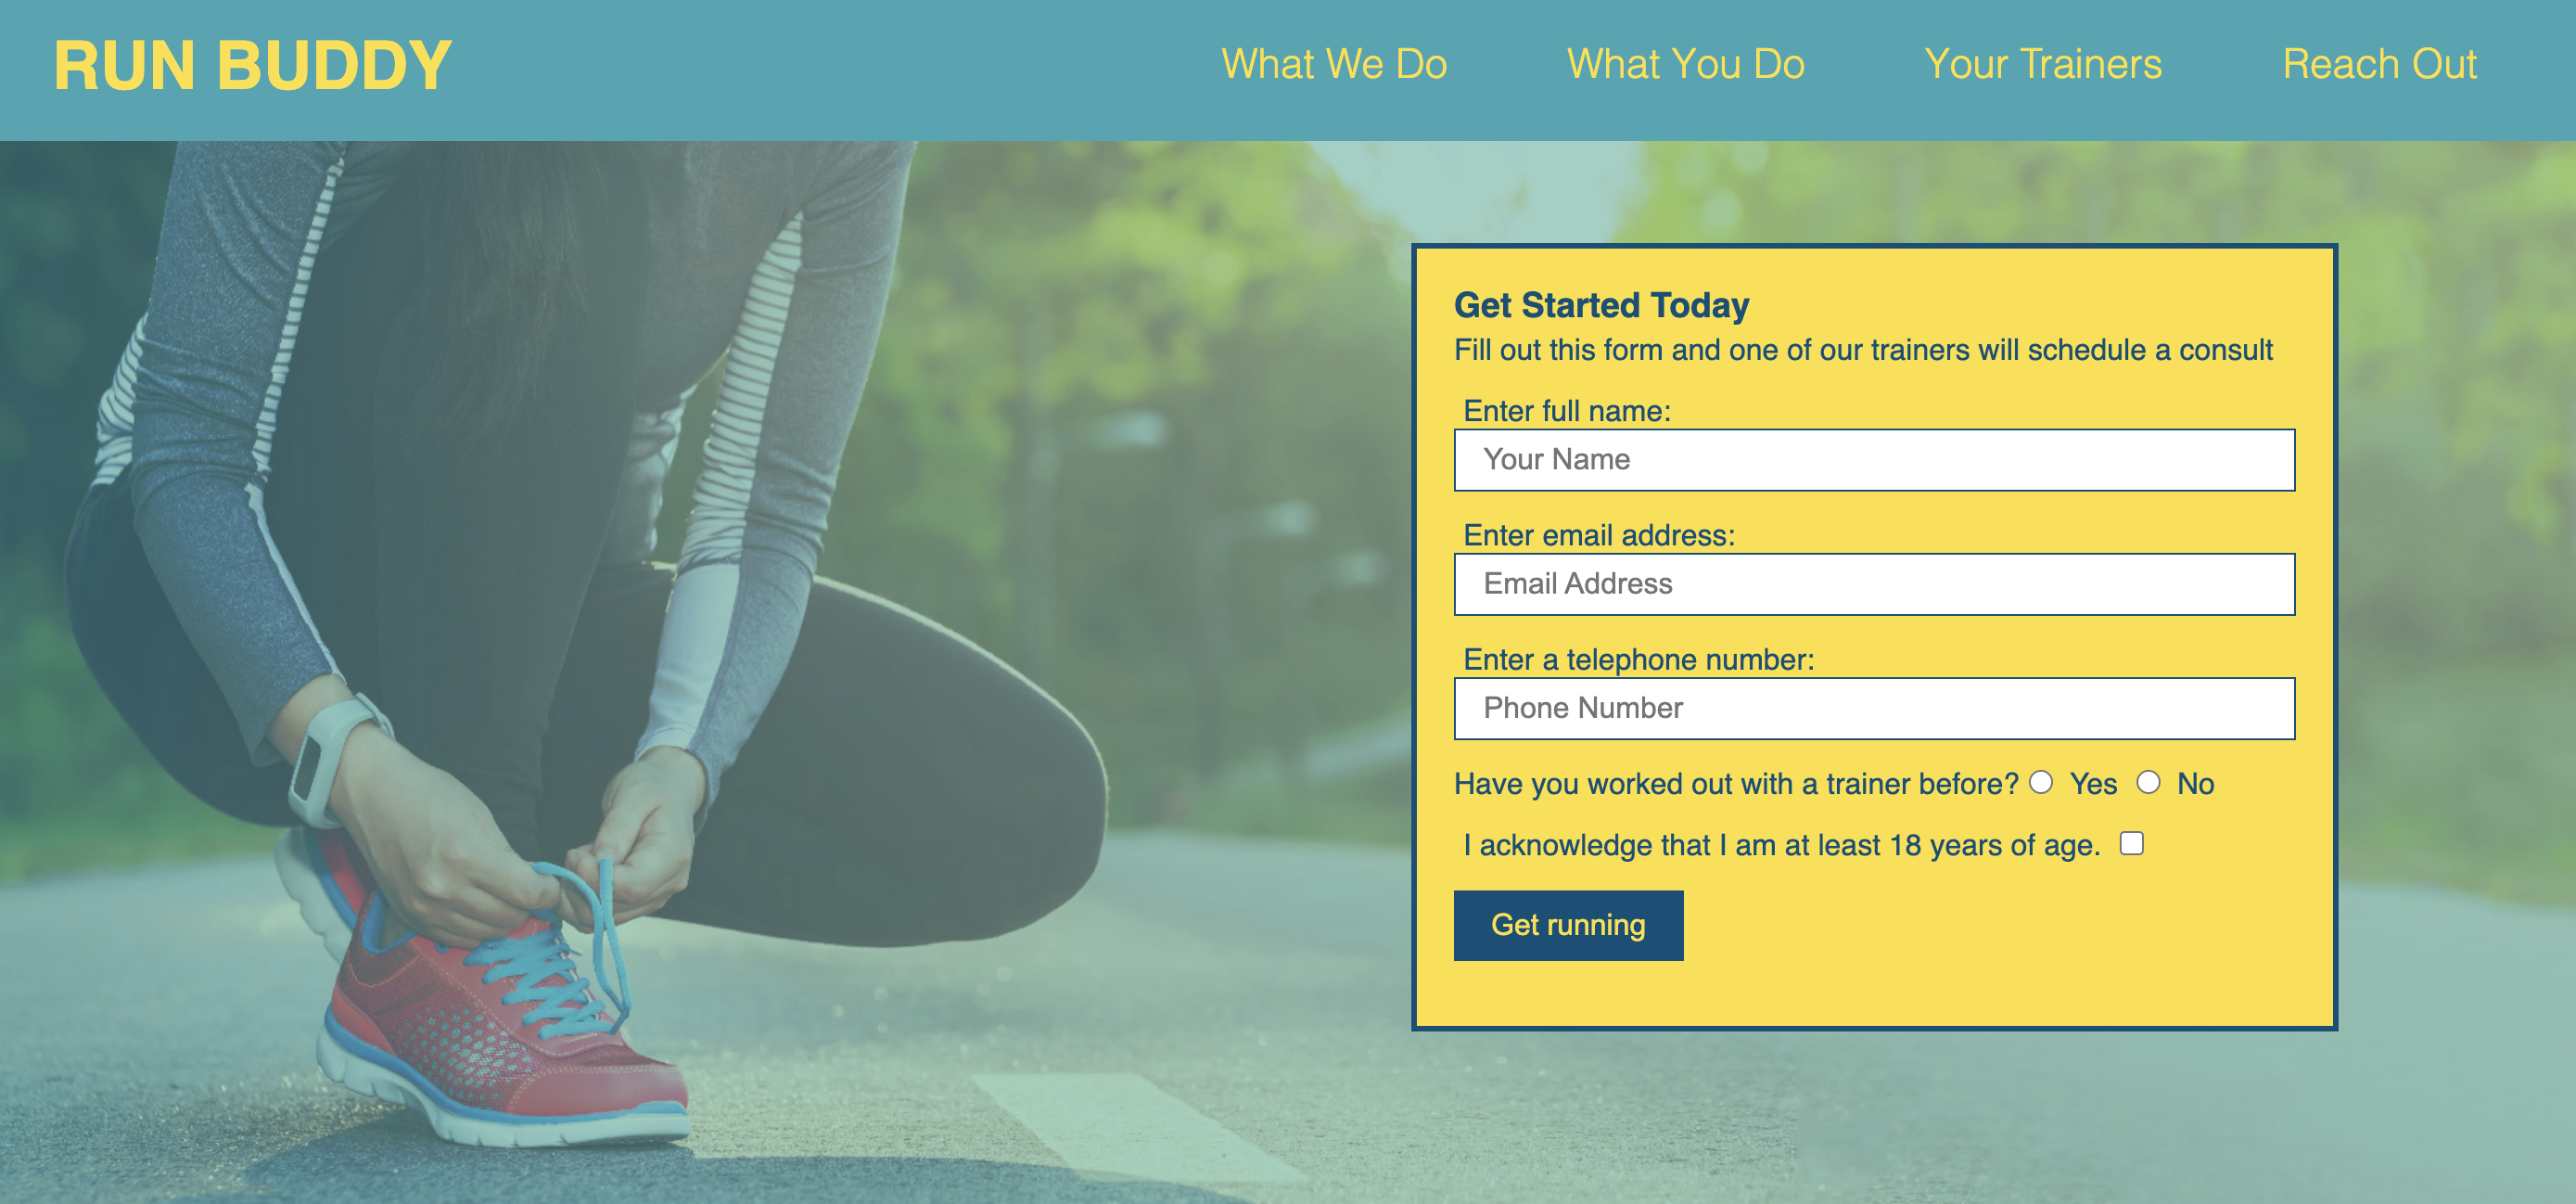 RUN BUDDY
What We Do
What You Do
Your Trainers
Reach Out
Get Started Today
Fill out this form and one of our trainers will schedule a consult
Enter full name:
Your Name
Enter email address:
Email Address
Enter a telephone number:
Phone Number
Have you worked out with a trainer before? Yes No
I acknowledge that I am at least 18 years of age.
Get running